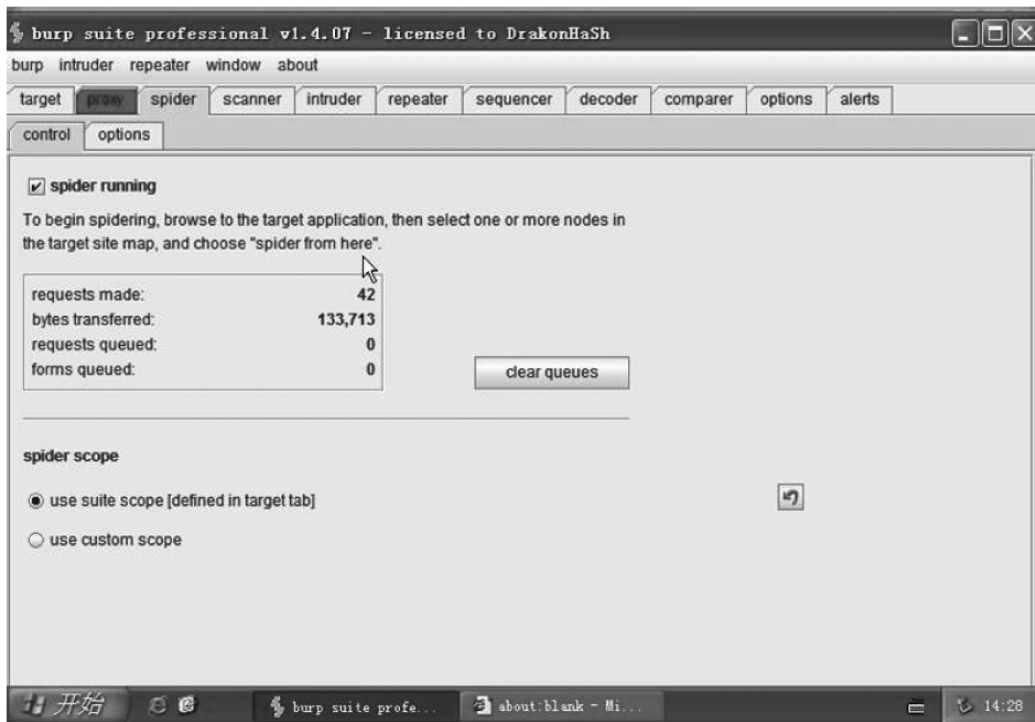 burp suite professional v1.4.07 - licensed to DrakonHaSh
burp intruder repeater window about
target proxy spider scanner intruder repeater sequencer decoder comparer options alerts
control options
spider running
To begin spidering, browse to the target application, then select one or more nodes in
the target site map, and choose "spider from here".
requests made: 42
bytes transferred: 133,713
requests queued: 0
forms queued: 0
clear queues
spider scope
use suite scope [defined in target tab]
use custom scope
开始 burp suite profe... about:blank - Mi... 14:28